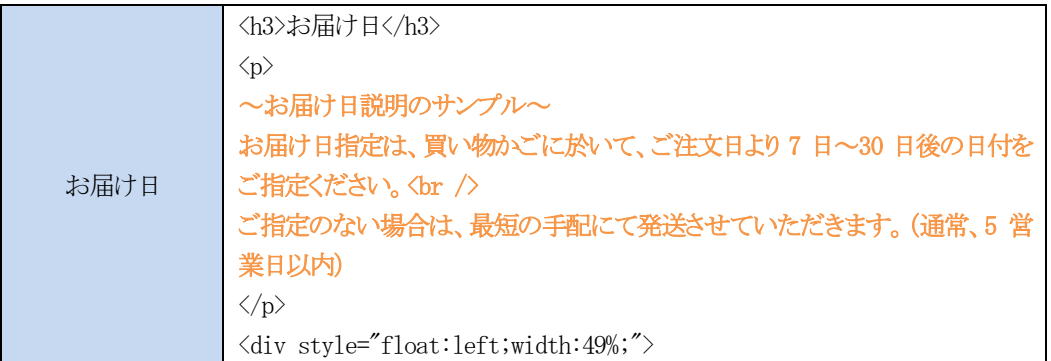 お届け日
<h3>お届け日</h3>
<p>
～お届け日説明のサンプル～
お届け日指定は、買い物かごに於いて、ご注文日より 7 日～30 日後の日付を
ご指定ください。<br />
ご指定のない場合は、最短の手配にて発送させていただきます。(通常、5 営
業日以内)
</p>
<div style="float:left;width:49%;">